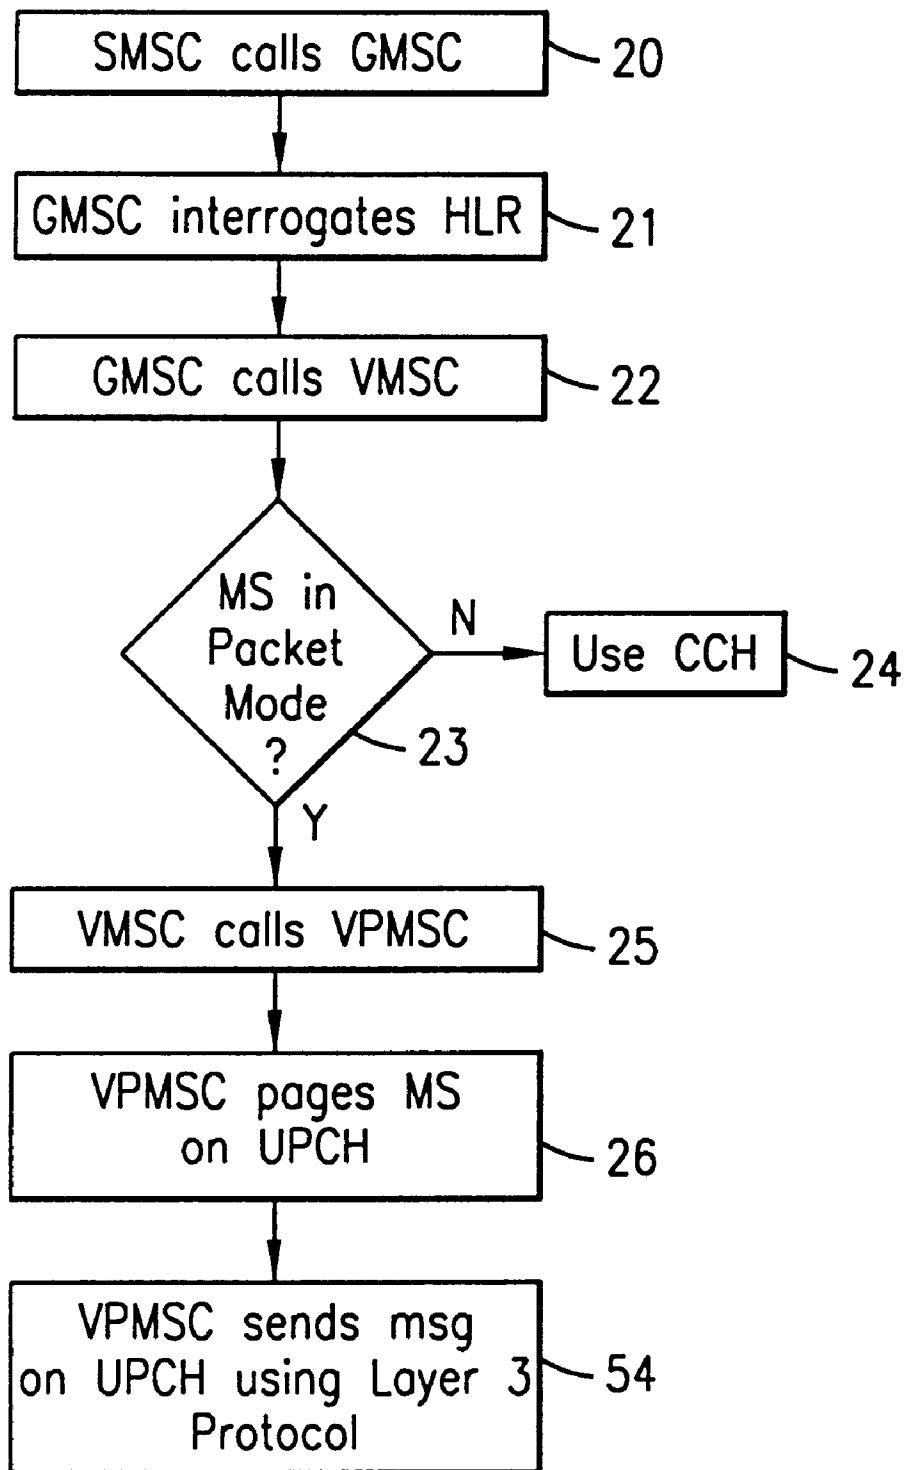 SMSC calls GMSC
20
GMSC interrogates HLR
21
GMSC calls VMSC
22
MS in
Packet
Mode
?
23
N
Use CCH
24
Y
VMSC calls VPMSC
25
VPMSC pages MS
on UPCH
26
VPMSC sends msg
on UPCH using Layer 3
Protocol
54